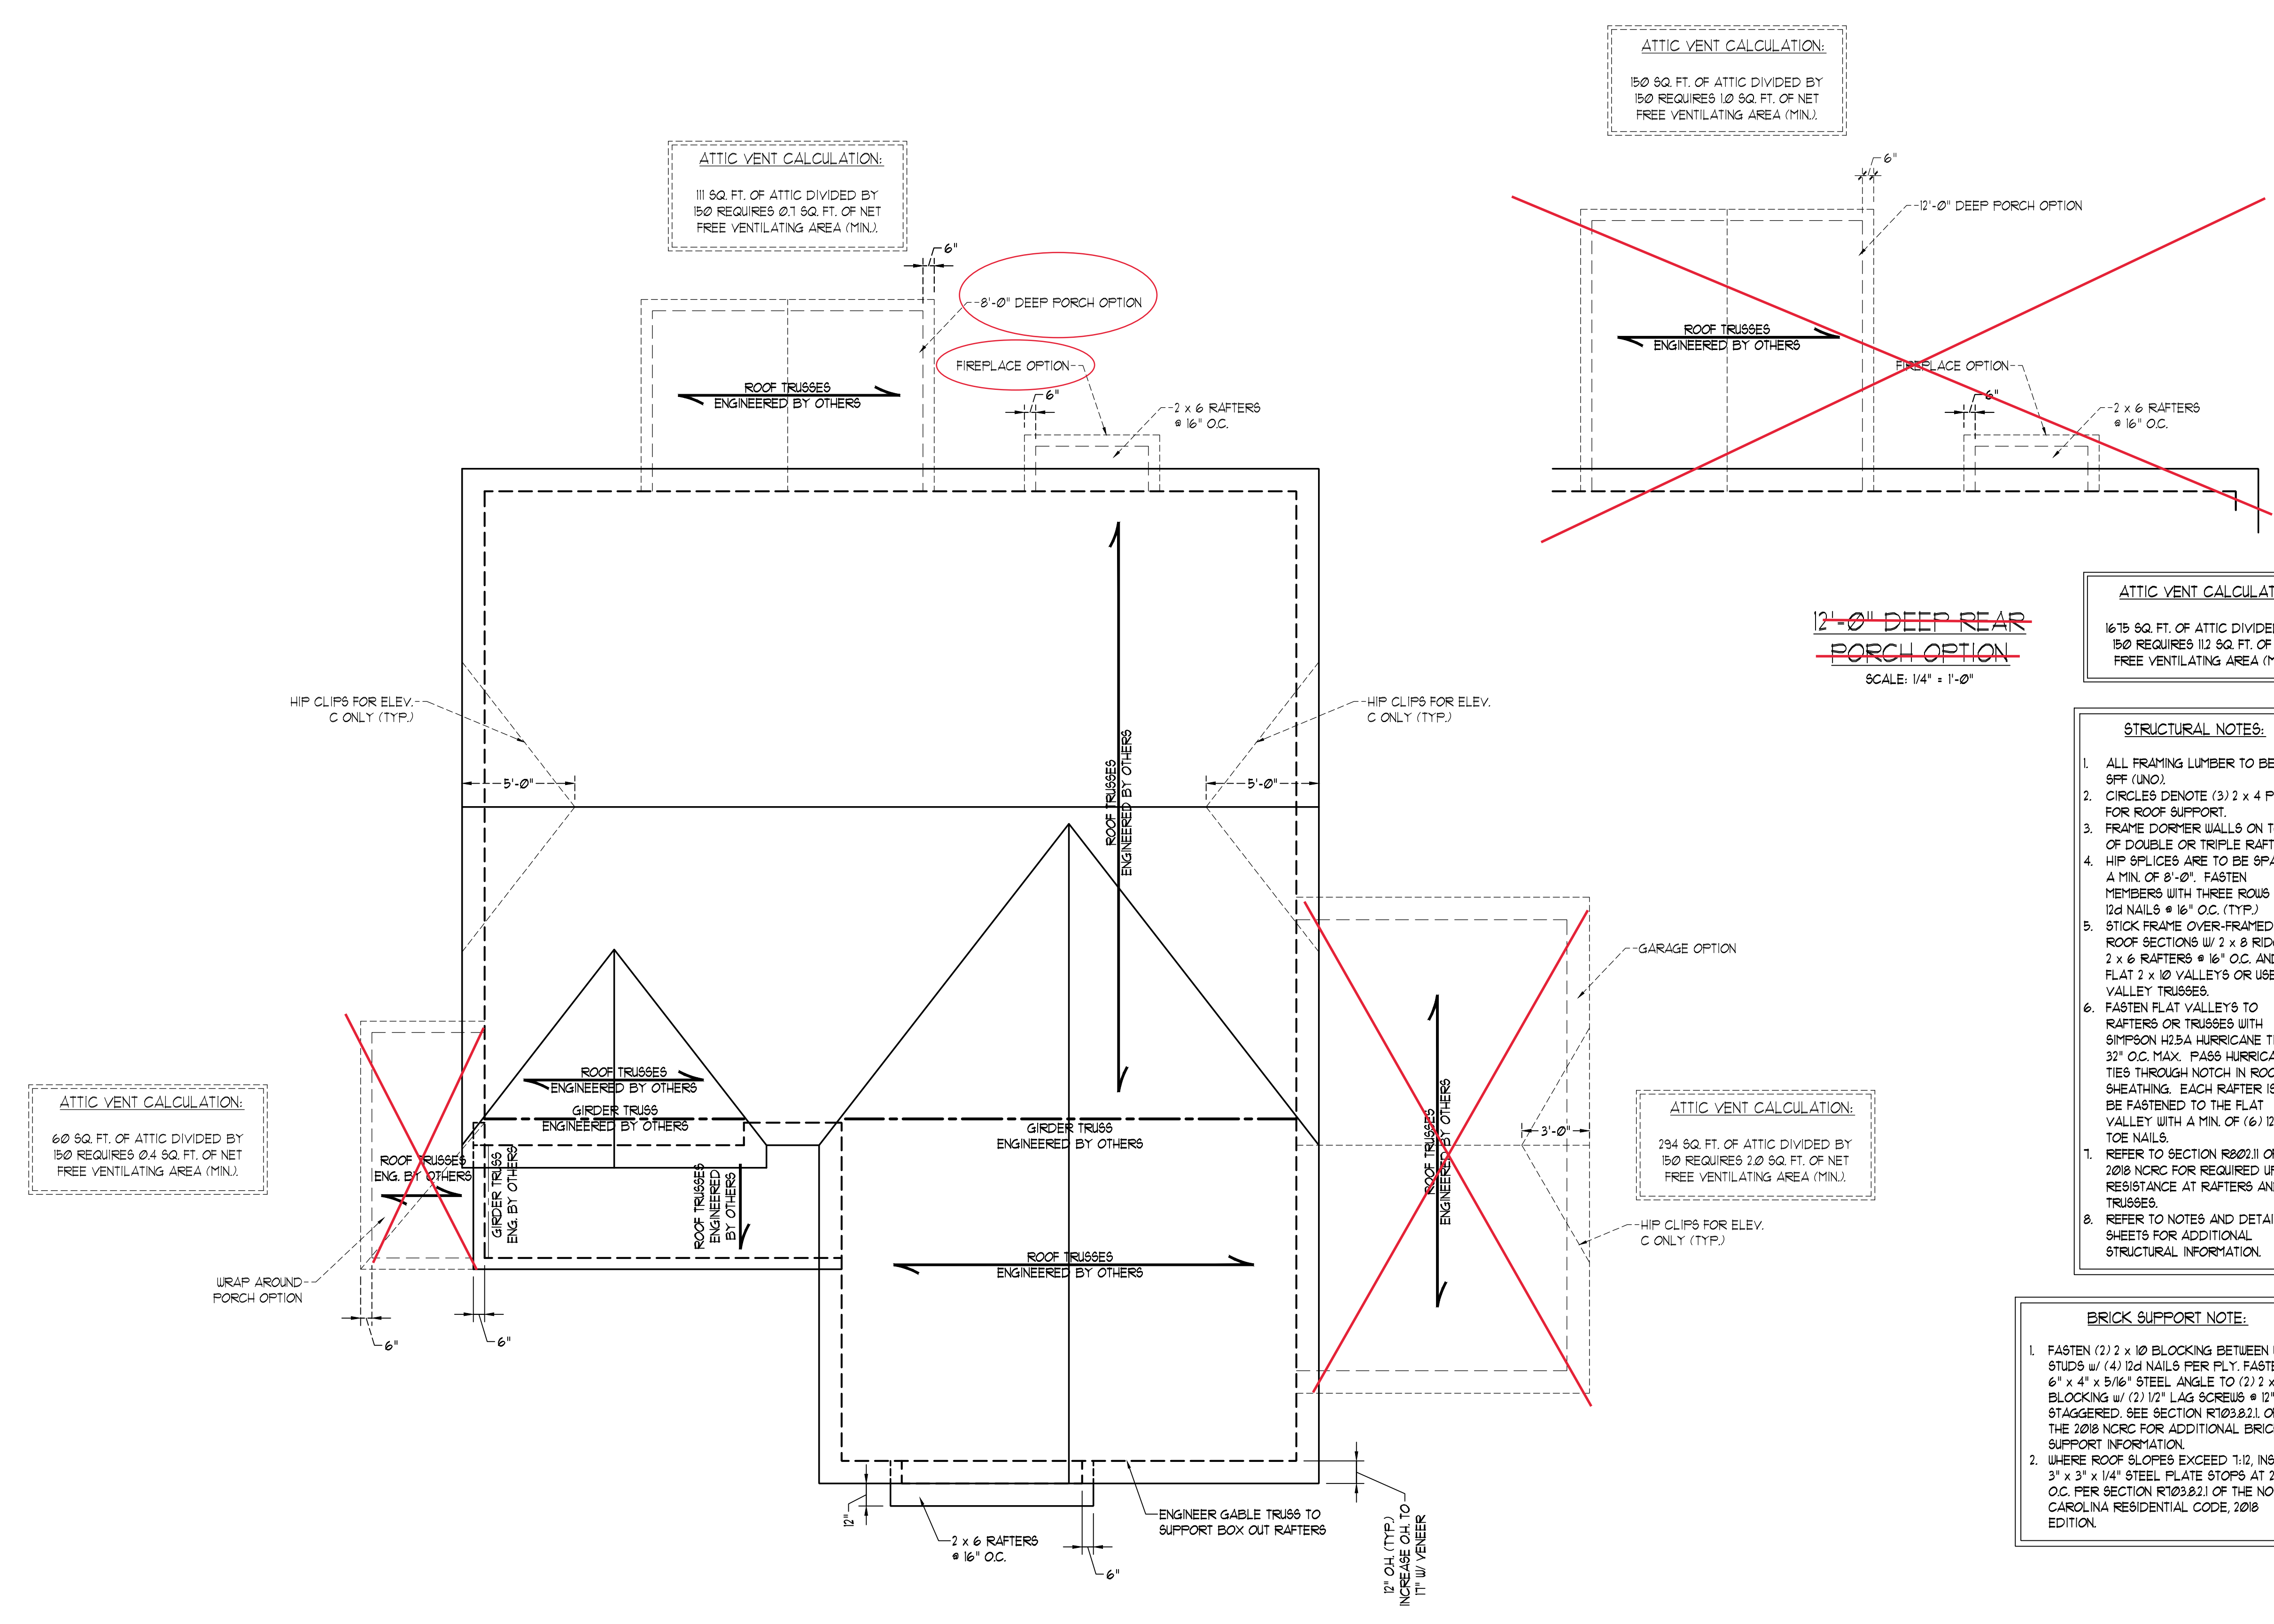 ATTIC VENT CALCULATION:
150 SQ. FT. OF ATTIC DIVIDED BY
150 REQUIRES 1.0 SQ. FT. OF NET
FREE VENTILATING AREA (MIN.).
ATTIC VENT CALCULATION:
111 SQ. FT. OF ATTIC DIVIDED BY
150 REQUIRES 0.7 SQ. FT. OF NET
FREE VENTILATING AREA (MIN.).
6"
12'-0" DEEP PORCH OPTION
6"
8'-0" DEEP PORCH OPTION
ROOF TRUSSES
ENGINEERED BY OTHERS
FIREPLACE OPTION
6"
2 x 6 RAFTERS
@ 16" O.C.
FIREPLACE OPTION
ROOF TRUSSES
ENGINEERED BY OTHERS
6"
2 x 6 RAFTERS
@ 16" O.C.
12'-0" DEEP REAR
PORCH OPTION
SCALE: 1/4" = 1'-0"
ATTIC VENT CALCULAT
1675 SQ. FT. OF ATTIC DIVIDE
150 REQUIRES 11.2 SQ. FT. OF
FREE VENTILATING AREA (M
HIP CLIPS FOR ELEV.
C ONLY (TYP.)
5'-0"
HIP CLIPS FOR ELEV.
C ONLY (TYP.)
5'-0"
ROOF TRUSSES
ENGINEERED BY OTHERS
STRUCTURAL NOTES:
1. ALL FRAMING LUMBER TO BE
SPF (UNO).
2. CIRCLES DENOTE (3) 2 x 4 P
FOR ROOF SUPPORT.
3. FRAME DORMER WALLS ON T
OF DOUBLE OR TRIPLE RAFT
4. HIP SPLICES ARE TO BE SPA
A MIN. OF 8'-0". FASTEN
MEMBERS WITH THREE ROWS
12d NAILS @ 16" O.C. (TYP.)
5. STICK FRAME OVER-FRAMED
ROOF SECTIONS W/ 2 x 8 RID
2 x 6 RAFTERS @ 16" O.C. AND
FLAT 2 x 10 VALLEYS OR USE
VALLEY TRUSSES.
6. FASTEN FLAT VALLEYS TO
RAFTERS OR TRUSSES WITH
SIMPSON H2.5A HURRICANE T
32" O.C. MAX. PASS HURRICA
TIES THROUGH NOTCH IN ROO
SHEATHING. EACH RAFTER IS
BE FASTENED TO THE FLAT
VALLEY WITH A MIN. OF (6) 12
TOE NAILS.
7. REFER TO SECTION R802.11 OF
2018 NCRC FOR REQUIRED UP
RESISTANCE AT RAFTERS AN
TRUSSES.
8. REFER TO NOTES AND DETAI
SHEETS FOR ADDITIONAL
STRUCTURAL INFORMATION.
GARAGE OPTION
ROOF TRUSSES
ENGINEERED BY OTHERS
3'-0"
ATTIC VENT CALCULATION:
294 SQ. FT. OF ATTIC DIVIDED BY
150 REQUIRES 2.0 SQ. FT. OF NET
FREE VENTILATING AREA (MIN.).
HIP CLIPS FOR ELEV.
C ONLY (TYP.)
ATTIC VENT CALCULATION:
60 SQ. FT. OF ATTIC DIVIDED BY
150 REQUIRES 0.4 SQ. FT. OF NET
FREE VENTILATING AREA (MIN.).
ROOF TRUSSES
ENG. BY OTHERS
ROOF TRUSSES
ENGINEERED BY OTHERS
GIRDER TRUSS
ENGINEERED BY OTHERS
GIRDER TRUSS
ENG. BY OTHERS
ROOF TRUSSES
ENGINEERED
BY OTHERS
GIRDER TRUSS
ENGINEERED BY OTHERS
ROOF TRUSSES
ENGINEERED BY OTHERS
WRAP AROUND
PORCH OPTION
6"
6"
BRICK SUPPORT NOTE:
1. FASTEN (2) 2 x 10 BLOCKING BETWEEN
STUDS w/ (4) 12d NAILS PER PLY. FASTE
6" x 4" x 5/16" STEEL ANGLE TO (2) 2 x
BLOCKING w/ (2) 1/2" LAG SCREWS @ 12"
STAGGERED. SEE SECTION R703.8.2.1. OF
THE 2018 NCRC FOR ADDITIONAL BRIC
SUPPORT INFORMATION.
2. WHERE ROOF SLOPES EXCEED 7:12, INS
3" x 3" x 1/4" STEEL PLATE STOPS AT 2
O.C. PER SECTION R703.8.2.1 OF THE NO
CAROLINA RESIDENTIAL CODE, 2018
EDITION.
12"
2 x 6 RAFTERS
@ 16" O.C.
6"
ENGINEER GABLE TRUSS TO
SUPPORT BOX OUT RAFTERS
12" O.H. (TYP.)
INCREASE O.H. TO
17" W/ VENEER